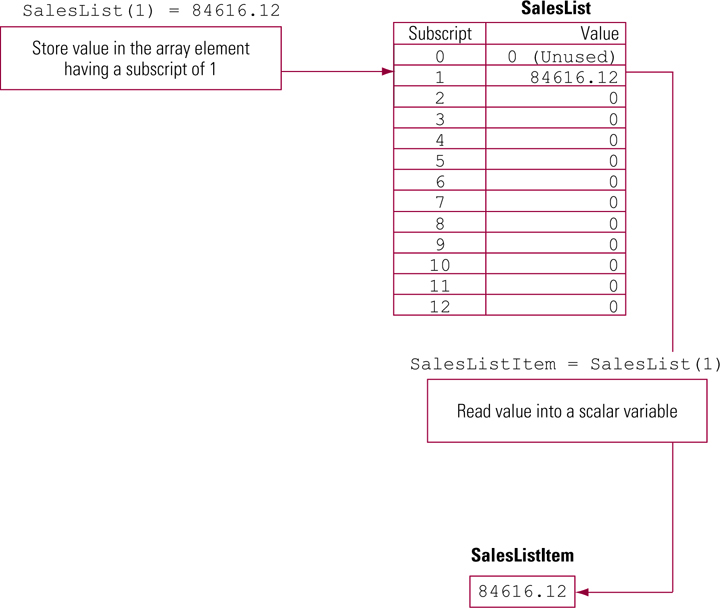 SalesList(1) = 84616.12
Store value in the array element
having a subscript of 1
SalesList
Subscript Value
0 0 (Unused)
1 84616.12
2 0
3 0
4 0
5 0
6 0
7 0
8 0
9 0
10 0
11 0
12 0
SalesListItem = SalesList(1)
Read value into a scalar variable
SalesListItem
84616.12